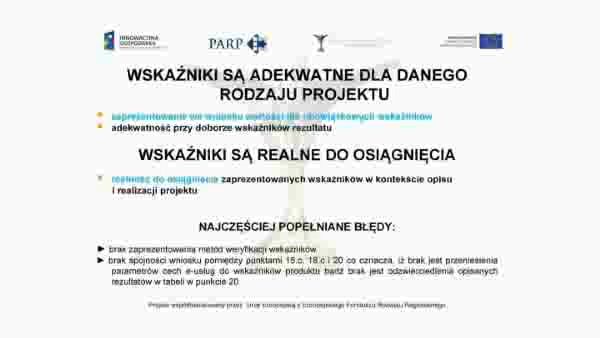 INNOWACYJNA
GOSPODARKA
PARP
WSKAŹNIKI SĄ ADEKWATNE DLA DANEGO
RODZAJU PROJEKTU
zaprezentowano we wniosku wartości dla obowiązkowych wskaźników
adekwatność przy doborze wskaźników rezultatu
WSKAŹNIKI SĄ REALNE DO OSIĄGNIĘCIA
realność do osiągnięcia zaprezentowanych wskaźników w kontekście opisu
i realizacji projektu
NAJCZĘŚCIEJ POPEŁNIANE BŁĘDY:
► brak zaprezentowania metod weryfikacji wskaźników
► brak spójności wniosku pomiędzy punktami 15.c, 18.c i 20 co oznacza, iż brak jest przeniesienia
parametrów cech e-usług do wskaźników produktu bądź brak jest odzwierciedlenia opisanych
rezultatów w tabeli w punkcie 20
Projekt współfinansowany przez Unię Europejską z Europejskiego Funduszu Rozwoju Regionalnego